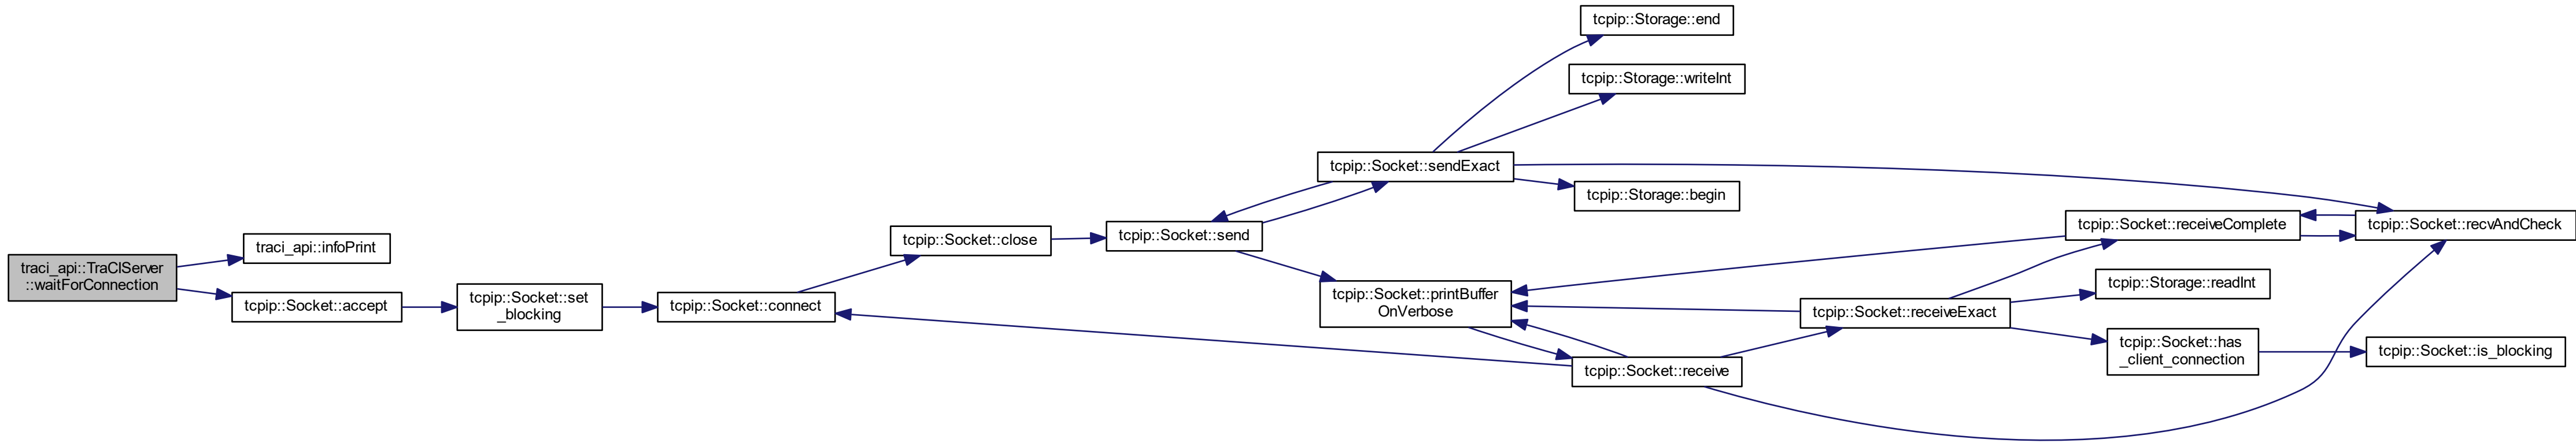 traci_api::TraCIServer
::waitForConnection
traci_api::infoPrint
tcpip::Socket::accept
tcpip::Socket::set
_blocking
tcpip::Socket::connect
tcpip::Socket::close
tcpip::Socket::send
tcpip::Socket::sendExact
tcpip::Socket::printBuffer
OnVerbose
tcpip::Storage::end
tcpip::Storage::writeInt
tcpip::Storage::begin
tcpip::Socket::receive
tcpip::Socket::receiveExact
tcpip::Socket::receiveComplete
tcpip::Storage::readInt
tcpip::Socket::has
_client_connection
tcpip::Socket::recvAndCheck
tcpip::Socket::is_blocking